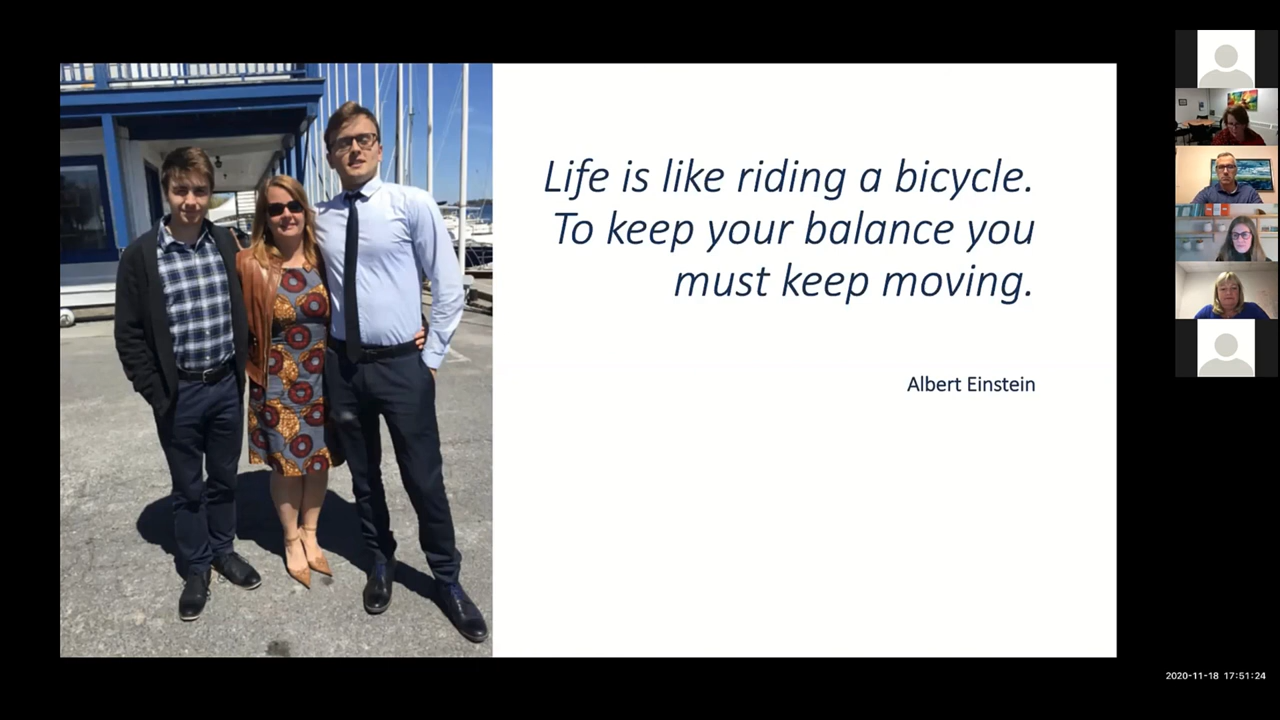 Life is like riding a bicycle.
To keep your balance you
must keep moving.
Albert Einstein
2020-11-18 17:51:24